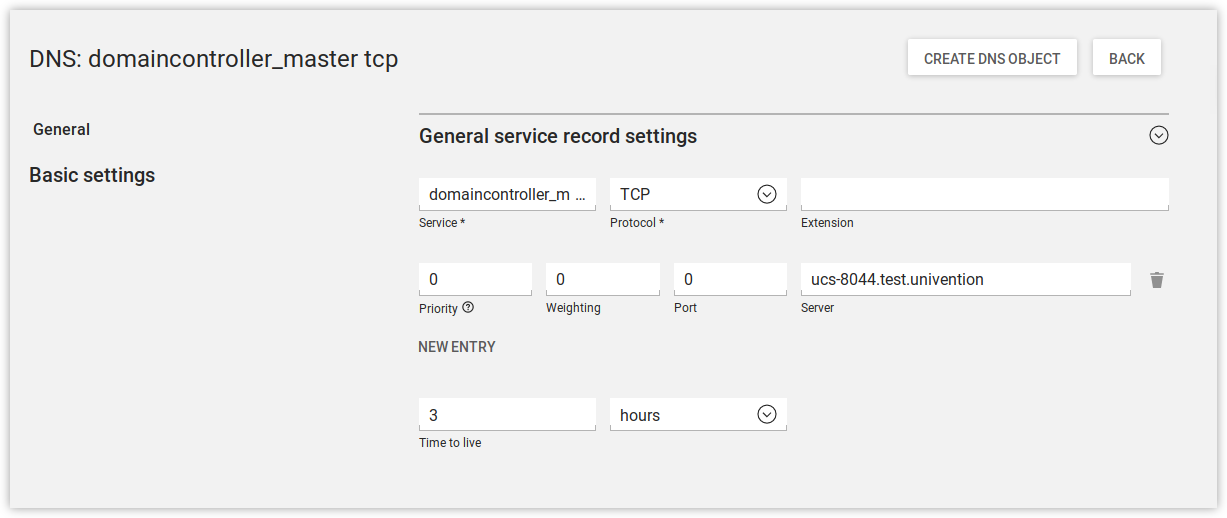 DNS: domaincontroller_master tcp
CREATE DNS OBJECT
BACK
General
Basic settings
General service record settings
domaincontroller_m ...
TCP
Service *
Protocol *
Extension
0
0
0
ucs-8044.test.univention
Priority ?
Weighting
Port
Server
NEW ENTRY
3
hours
Time to live